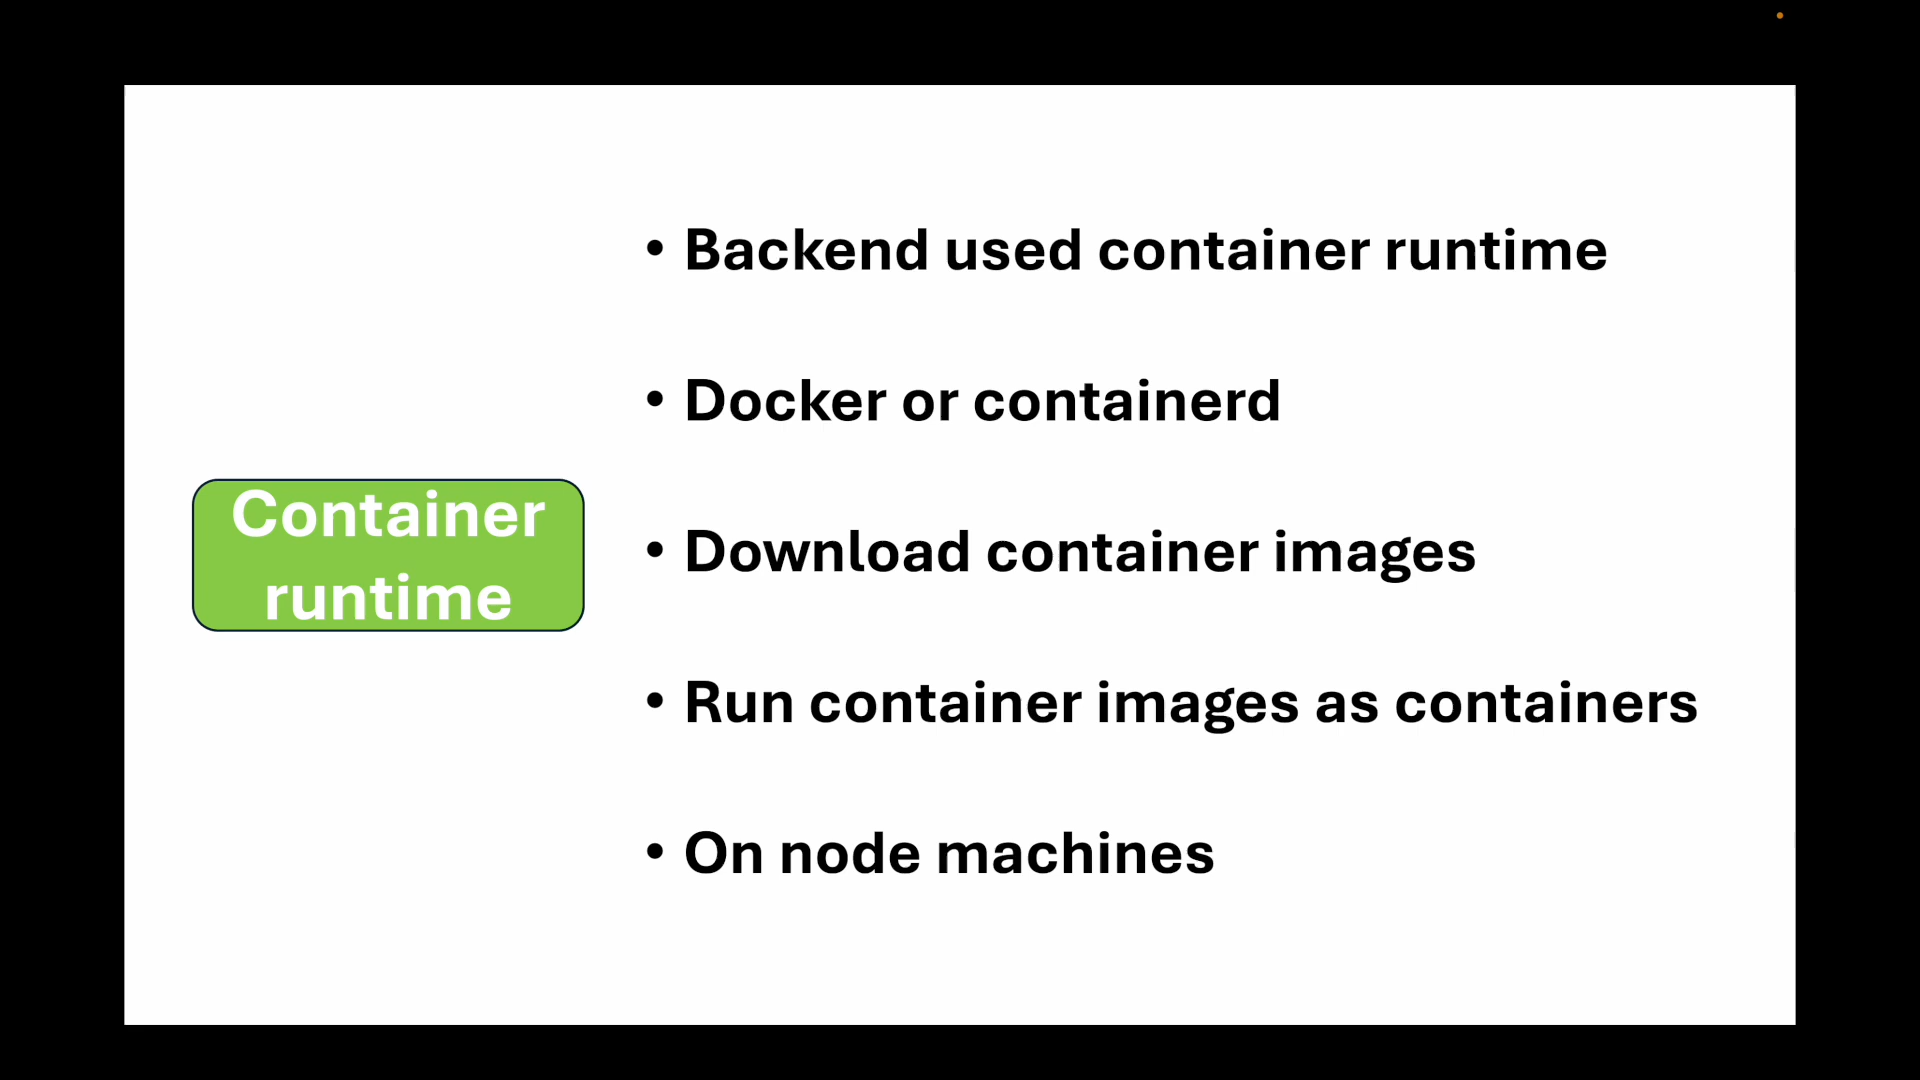 Container
runtime
• Backend used container runtime
• Docker or containerd
• Download container images
• Run container images as containers
• On node machines